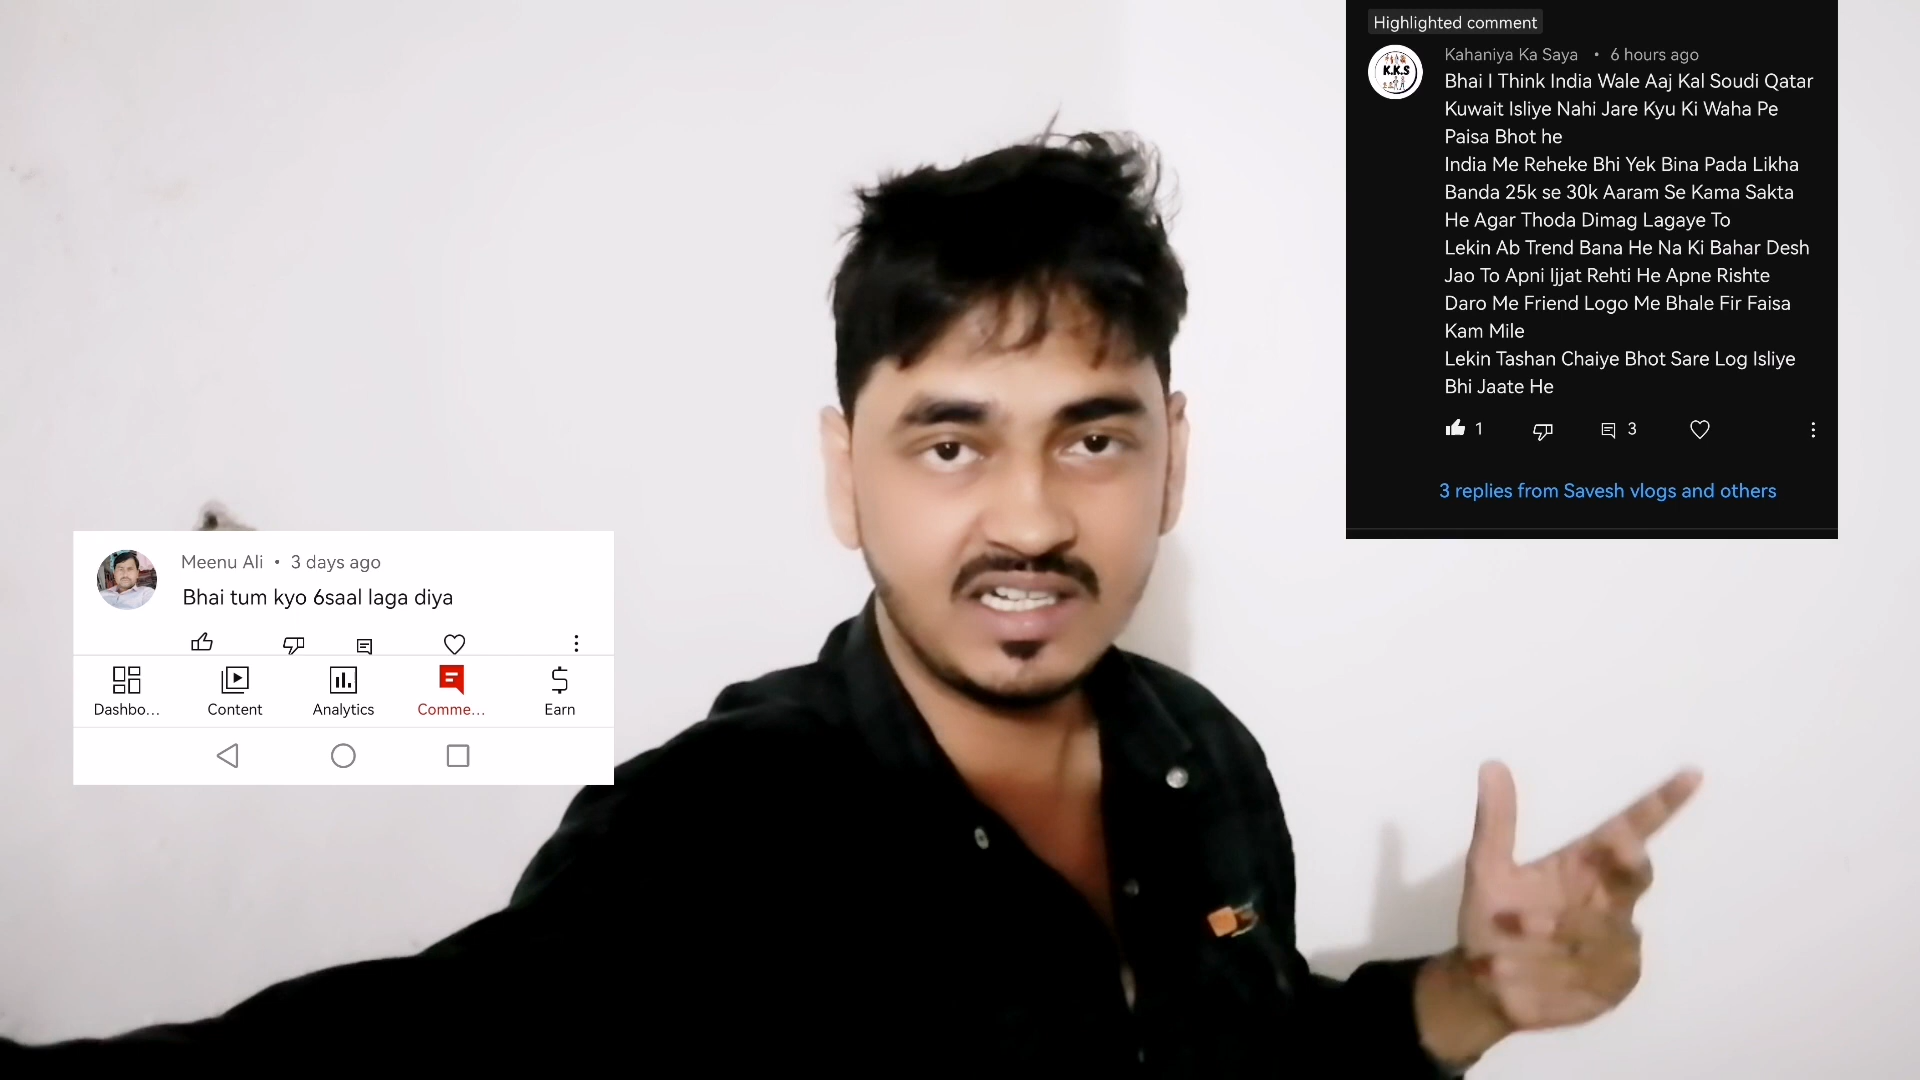 Highlighted comment
K.K.S
Kahaniya Ka Saya • 6 hours ago
Bhai I Think India Wale Aaj Kal Soudi Qatar
Kuwait Isliye Nahi Jare Kyu Ki Waha Pe
Paisa Bhot he
India Me Reheke Bhi Yek Bina Pada Likha
Banda 25k se 30k Aaram Se Kama Sakta
He Agar Thoda Dimag Lagaye To
Lekin Ab Trend Bana He Na Ki Bahar Desh
Jao To Apni Ijjat Rehti He Apne Rishte
Daro Me Friend Logo Me Bhale Fir Faisa
Kam Mile
Lekin Tashan Chaiye Bhot Sare Log Isliye
Bhi Jaate He
1 3
3 replies from Savesh vlogs and others
Meenu Ali • 3 days ago
Bhai tum kyo 6saal laga diya
Dashbo... Content Analytics Comme... Earn